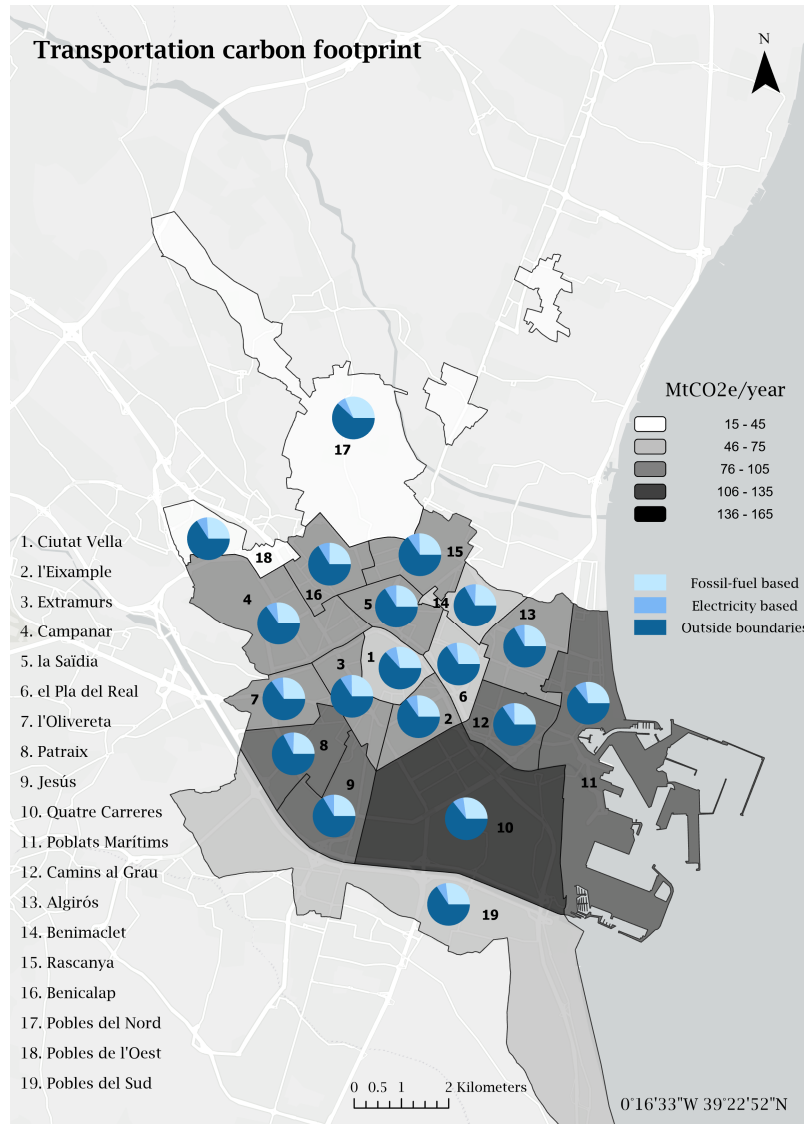 Transportation carbon footprint
N
MtCO2e/year
15 - 45
46 - 75
76 - 105
106 - 135
136 - 165
Fossil-fuel based
Electricity based
Outside boundaries
17
18
15
16
4
5
14
13
3
1
6
7
2
12
8
11
9
10
19
1. Ciutat Vella
2. l'Eixample
3. Extramurs
4. Campanar
5. la Saïdia
6. el Pla del Real
7. l'Olivereta
8. Patraix
9. Jesús
10. Quatre Carreres
11. Poblats Marítims
12. Camins al Grau
13. Algirós
14. Benimaclet
15. Rascanya
16. Benicalap
17. Pobles del Nord
18. Pobles de l'Oest
19. Pobles del Sud
0 0.5 1 2 Kilometers
0°16'33"W 39°22'52"N